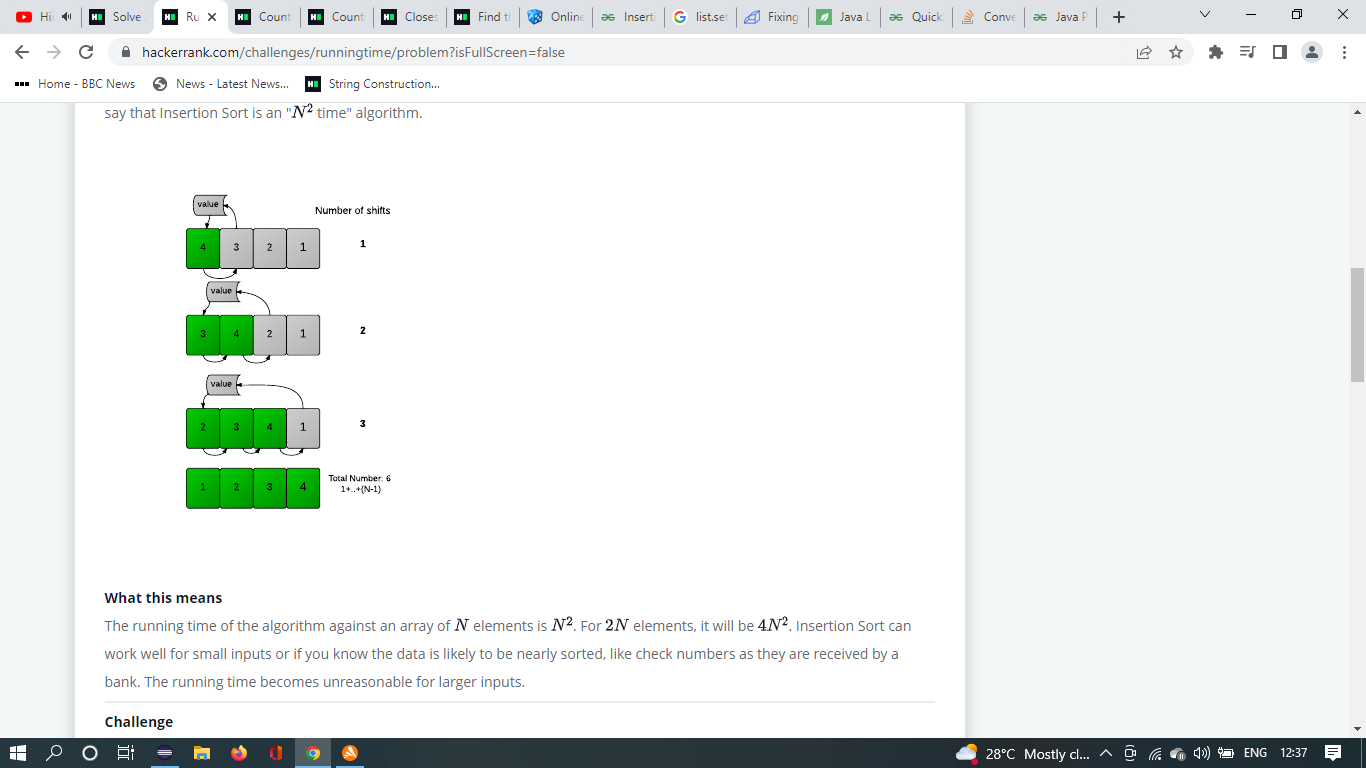 Hi
Solve
Ru
Count
Count
Closes
Find t
Online
Insert
list.se
Fixing
Java L
Quick
Conve
Java P
hackerrank.com/challenges/runningtime/problem?isFullScreen=false
Home - BBC News
News - Latest News...
String Construction...
say that Insertion Sort is an "N² time" algorithm.
value
Number of shifts
4 3 2 1
1
value
3 4 2 1
2
value
2 3 4 1
3
1 2 3 4
Total Number: 6
1+..+(N-1)
What this means
The running time of the algorithm against an array of N elements is N². For 2N elements, it will be 4N². Insertion Sort can
work well for small inputs or if you know the data is likely to be nearly sorted, like check numbers as they are received by a
bank. The running time becomes unreasonable for larger inputs.
Challenge
28°C Mostly cl...
ENG
12:37